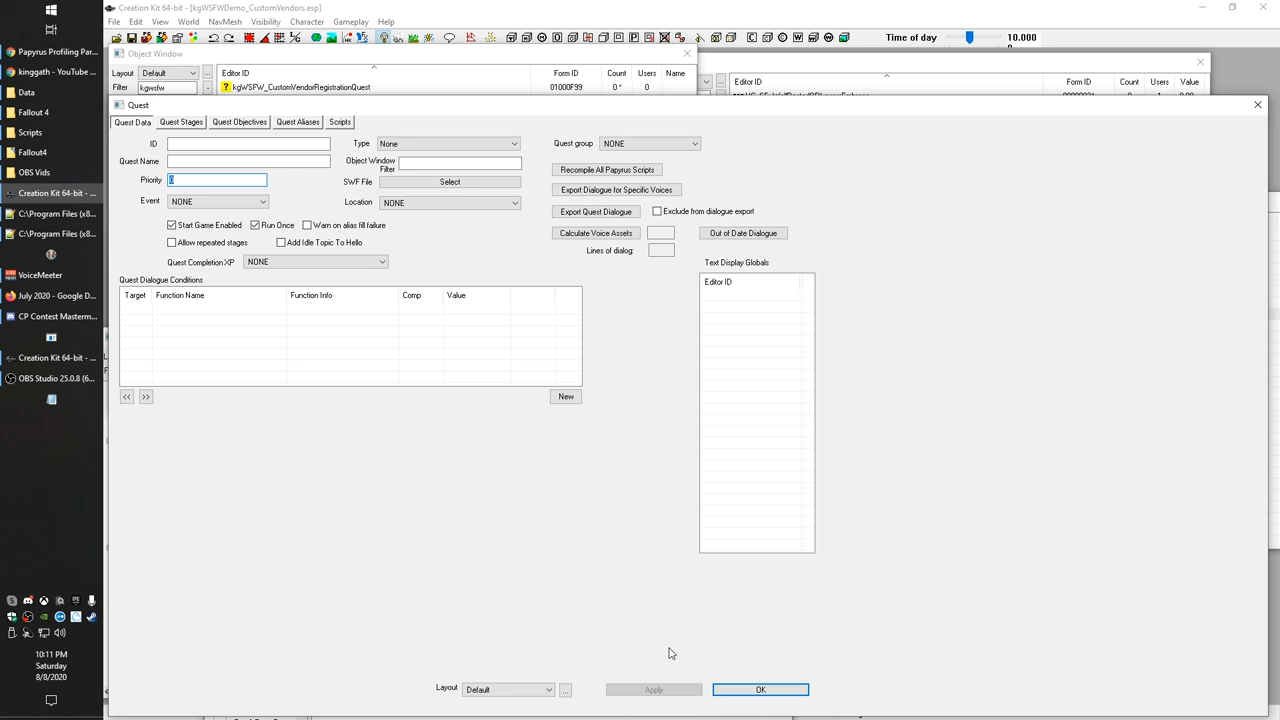 Creation Kit 64-bit - [kgWSFWDemo_CustomVendors.esp]
File Edit View World NavMesh Visibility Character Gameplay Help
Time of day 10.000
Papyrus Profiling Par...
kinggath - YouTube ...
Data
Fallout 4
Scripts
Fallout4
OBS Vids
Creation Kit 64-bit - ...
C:\Program Files (x8...
C:\Program Files (x8...
VoiceMeeter
July 2020 - Google D...
CP Contest Masterm...
Creation Kit 64-bit - ...
OBS Studio 25.0.8 (6...
10:11 PM
Saturday
8/8/2020
Object Window
Layout Default ... Editor ID Form ID Count Users Name
Filter kgwsfw kgWSFW_CustomVendorRegistrationQuest 01000F99 0 * 0
Editor ID Form ID Count Users Value
Quest
Quest Data Quest Stages Quest Objectives Quest Aliases Scripts
ID Type None Quest group NONE
Quest Name Object Window Filter
Priority 0 SWF File Select
Event NONE Location NONE
Recompile All Papyrus Scripts
Export Dialogue for Specific Voices
Export Quest Dialogue Exclude from dialogue export
Calculate Voice Assets Out of Date Dialogue
Lines of dialog:
Start Game Enabled Run Once Warn on alias fill failure
Allow repeated stages Add Idle Topic To Hello
Quest Completion XP NONE
Text Display Globals
Editor ID
Quest Dialogue Conditions
Target Function Name Function Info Comp Value
<< >> New
Layout Default ... Apply OK